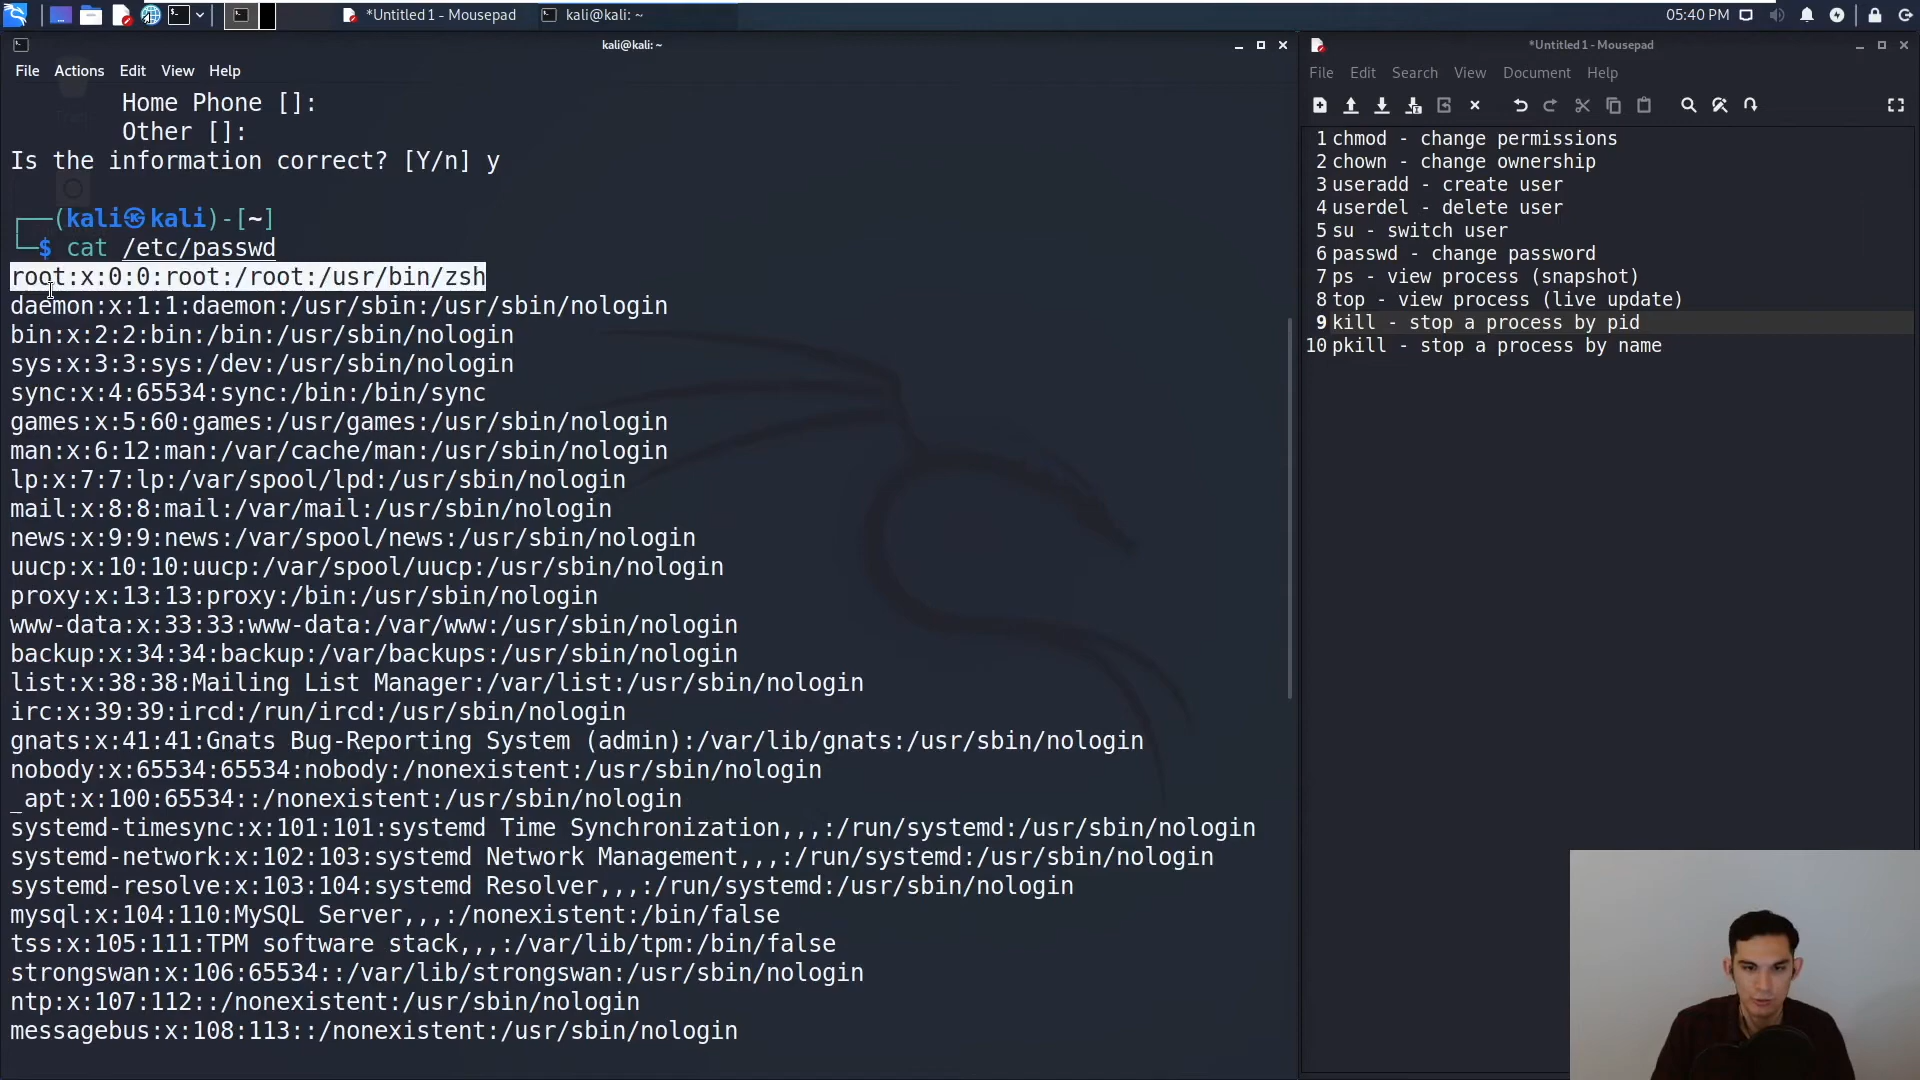 *Untitled 1 - Mousepad
kali@kali: ~
05:40 PM
kali@kali: ~
File Actions Edit View Help
Home Phone []:
Other []:
Is the information correct? [Y/n] y
┌──(kali㉿kali)-[~]
└─$ cat /etc/passwd
root:x:0:0:root:/root:/usr/bin/zsh
daemon:x:1:1:daemon:/usr/sbin:/usr/sbin/nologin
bin:x:2:2:bin:/bin:/usr/sbin/nologin
sys:x:3:3:sys:/dev:/usr/sbin/nologin
sync:x:4:65534:sync:/bin:/bin/sync
games:x:5:60:games:/usr/games:/usr/sbin/nologin
man:x:6:12:man:/var/cache/man:/usr/sbin/nologin
lp:x:7:7:lp:/var/spool/lpd:/usr/sbin/nologin
mail:x:8:8:mail:/var/mail:/usr/sbin/nologin
news:x:9:9:news:/var/spool/news:/usr/sbin/nologin
uucp:x:10:10:uucp:/var/spool/uucp:/usr/sbin/nologin
proxy:x:13:13:proxy:/bin:/usr/sbin/nologin
www-data:x:33:33:www-data:/var/www:/usr/sbin/nologin
backup:x:34:34:backup:/var/backups:/usr/sbin/nologin
list:x:38:38:Mailing List Manager:/var/list:/usr/sbin/nologin
irc:x:39:39:ircd:/run/ircd:/usr/sbin/nologin
gnats:x:41:41:Gnats Bug-Reporting System (admin):/var/lib/gnats:/usr/sbin/nologin
nobody:x:65534:65534:nobody:/nonexistent:/usr/sbin/nologin
_apt:x:100:65534::/nonexistent:/usr/sbin/nologin
systemd-timesync:x:101:101:systemd Time Synchronization,,,:/run/systemd:/usr/sbin/nologin
systemd-network:x:102:103:systemd Network Management,,,:/run/systemd:/usr/sbin/nologin
systemd-resolve:x:103:104:systemd Resolver,,,:/run/systemd:/usr/sbin/nologin
mysql:x:104:110:MySQL Server,,,:/nonexistent:/bin/false
tss:x:105:111:TPM software stack,,,:/var/lib/tpm:/bin/false
strongswan:x:106:65534::/var/lib/strongswan:/usr/sbin/nologin
ntp:x:107:112::/nonexistent:/usr/sbin/nologin
messagebus:x:108:113::/nonexistent:/usr/sbin/nologin
*Untitled 1 - Mousepad
File Edit Search View Document Help
1 chmod - change permissions
2 chown - change ownership
3 useradd - create user
4 userdel - delete user
5 su - switch user
6 passwd - change password
7 ps - view process (snapshot)
8 top - view process (live update)
9 kill - stop a process by pid
10 pkill - stop a process by name